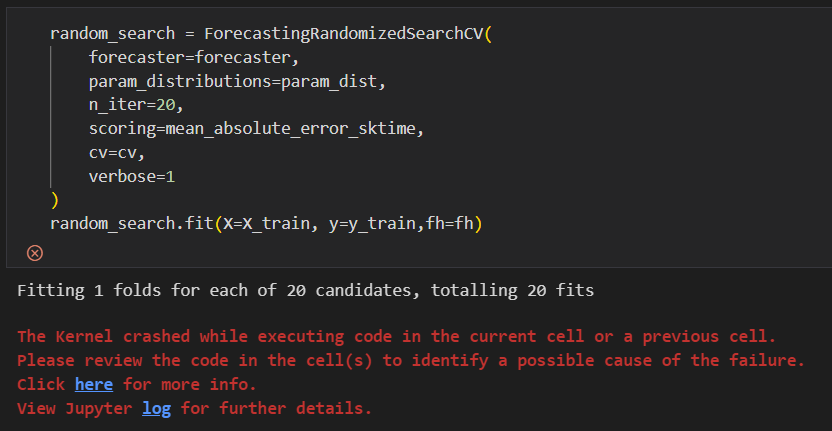 random_search = ForecastingRandomizedSearchCV(
    forecaster=forecaster,
    param_distributions=param_dist,
    n_iter=20,
    scoring=mean_absolute_error_sktime,
    cv=cv,
    verbose=1
)
random_search.fit(X=X_train, y=y_train,fh=fh)
Fitting 1 folds for each of 20 candidates, totalling 20 fits
The Kernel crashed while executing code in the current cell or a previous cell.
Please review the code in the cell(s) to identify a possible cause of the failure.
Click here for more info.
View Jupyter log for further details.